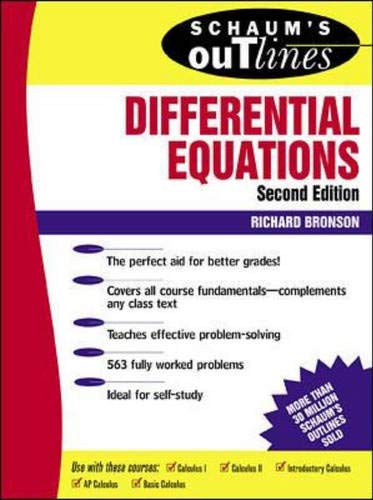 SCHAUM'S
OUTlines
DIFFERENTIAL
EQUATIONS
Second Edition
RICHARD BRONSON
The perfect aid for better grades!
Covers all course fundamentals—complements
any class text
Teaches effective problem-solving
563 fully worked problems
Ideal for self-study
MORE THAN
30 MILLION
SCHAUM'S
OUTLINES
SOLD
Use with these courses: ☑ Calculus I ☑ Calculus II ☑ Introductory Calculus
☑ AP Calculus ☑ Basic Calculus